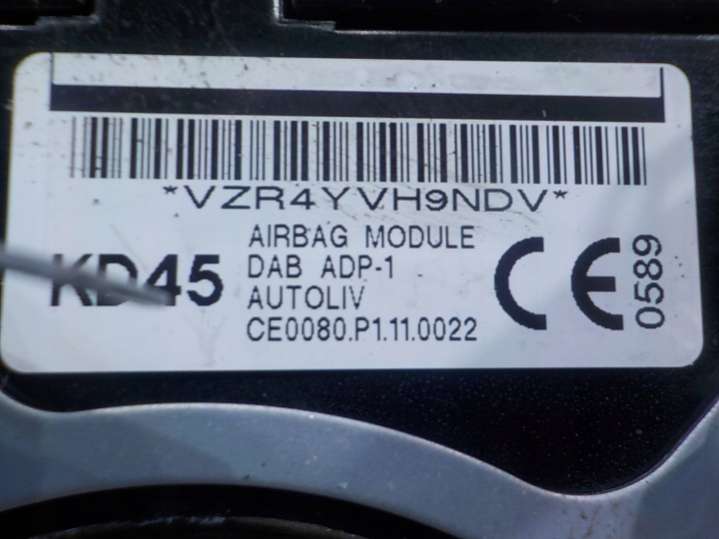 *VZR4YVH9NDV*
KD45
AIRBAG MODULE
DAB ADP-1
AUTOLIV
CE0080.P1.11.0022
CE
0589